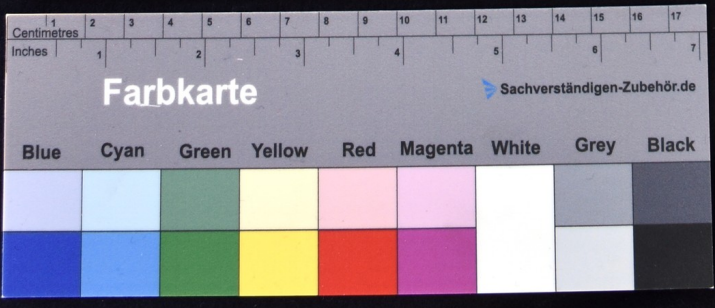 Centimetres 1 2 3 4 5 6 7 8 9 10 11 12 13 14 15 16 17
Inches 1 2 3 4 5 6 7
Farbkarte
Sachverständigen-Zubehör.de
Blue Cyan Green Yellow Red Magenta White Grey Black